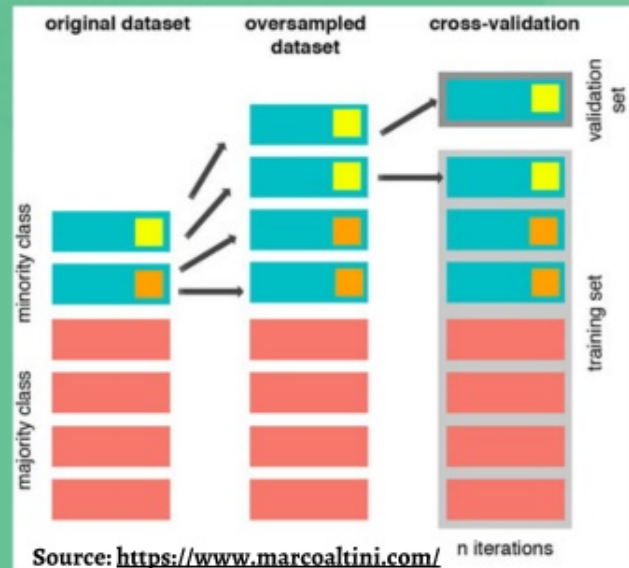 original dataset
oversampled
dataset
cross-validation
minority class
majority class
validation
set
training set
n iterations
Source: https://www.marcoaltini.com/